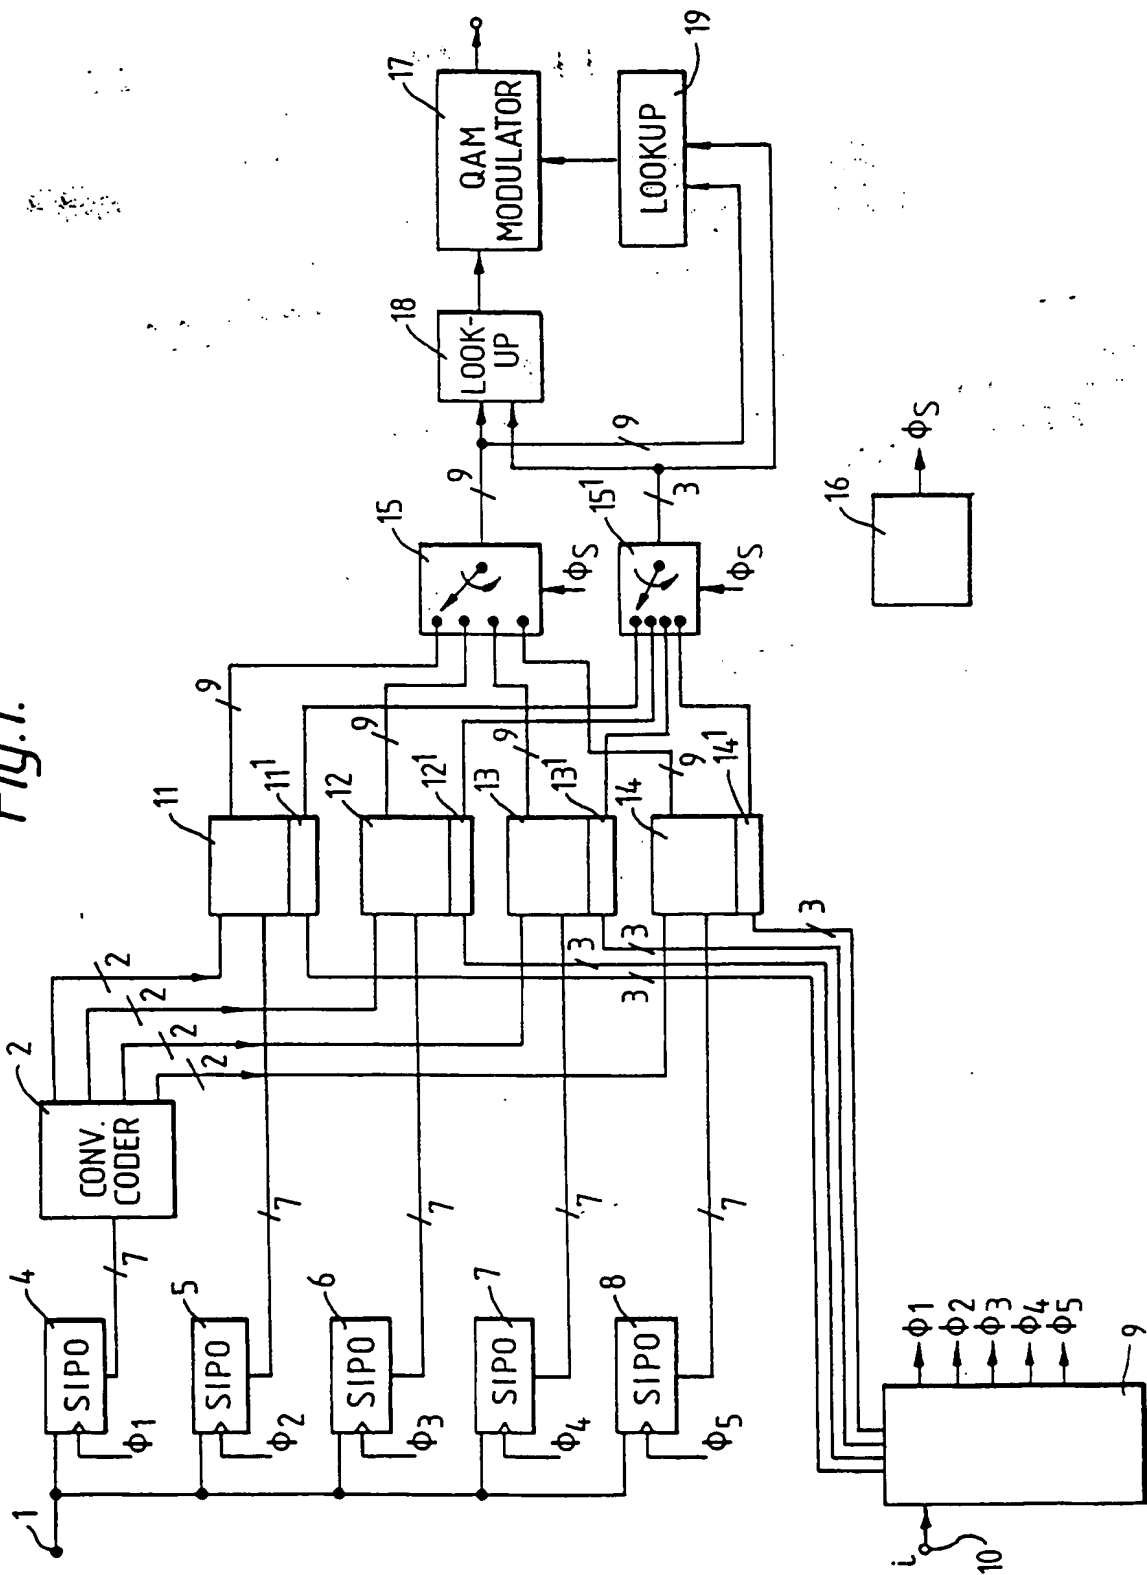 Fig.1.
1
4
SIPO
Φ1
7
2
CONV.
CODER
2
2
2
2
5
SIPO
Φ2
7
6
SIPO
Φ3
7
7
SIPO
Φ4
7
8
SIPO
Φ5
7
i
10
9
Φ1
Φ2
Φ3
Φ4
Φ5
3
3
3
3
11
11¹
12
12¹
13
13¹
14
14¹
9
9
9
9
15
ΦS
9
15¹
ΦS
3
9
16
ΦS
18
LOOK-
UP
17
QAM
MODULATOR
19
LOOKUP